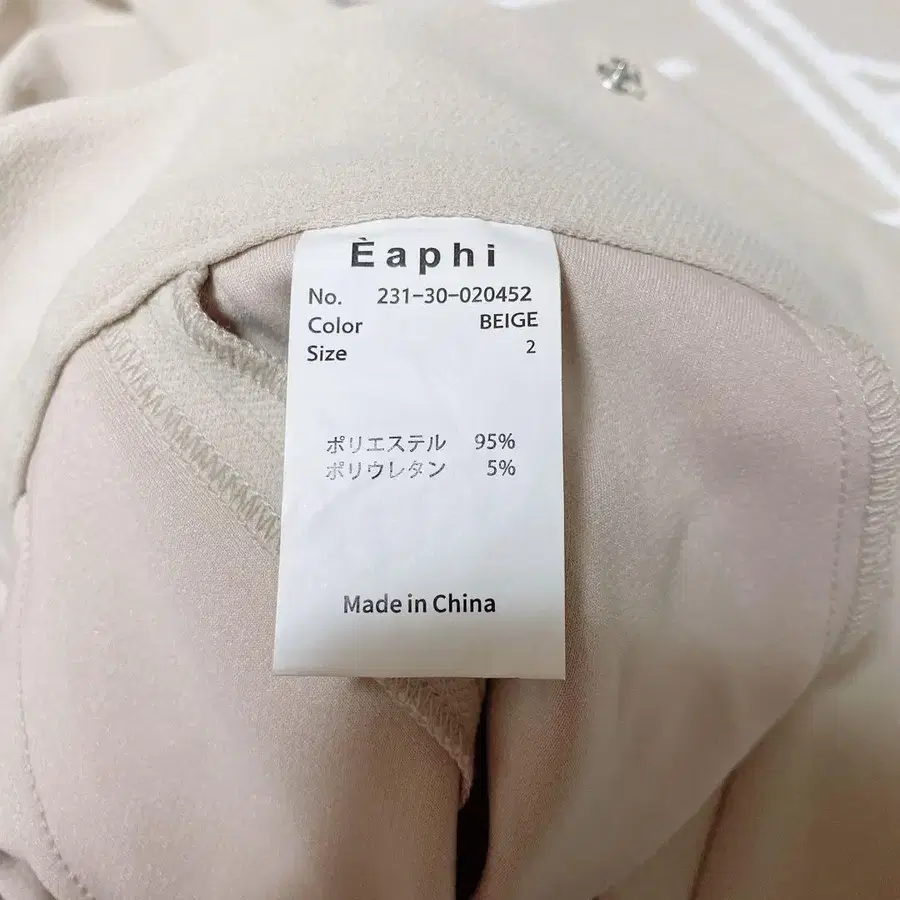 Èaphi
No. 231-30-020452
Color BEIGE
Size 2
ポリエステル 95%
ポリウレタン 5%
Made in China